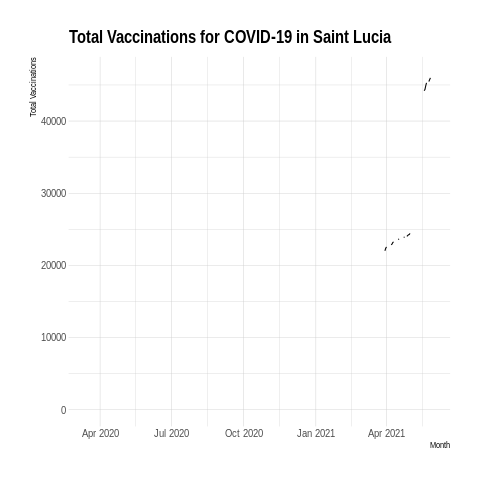 Total Vaccinations for COVID-19 in Saint Lucia
Total Vaccinations
40000
30000
20000
10000
0
Apr 2020 Jul 2020 Oct 2020 Jan 2021 Apr 2021
Month